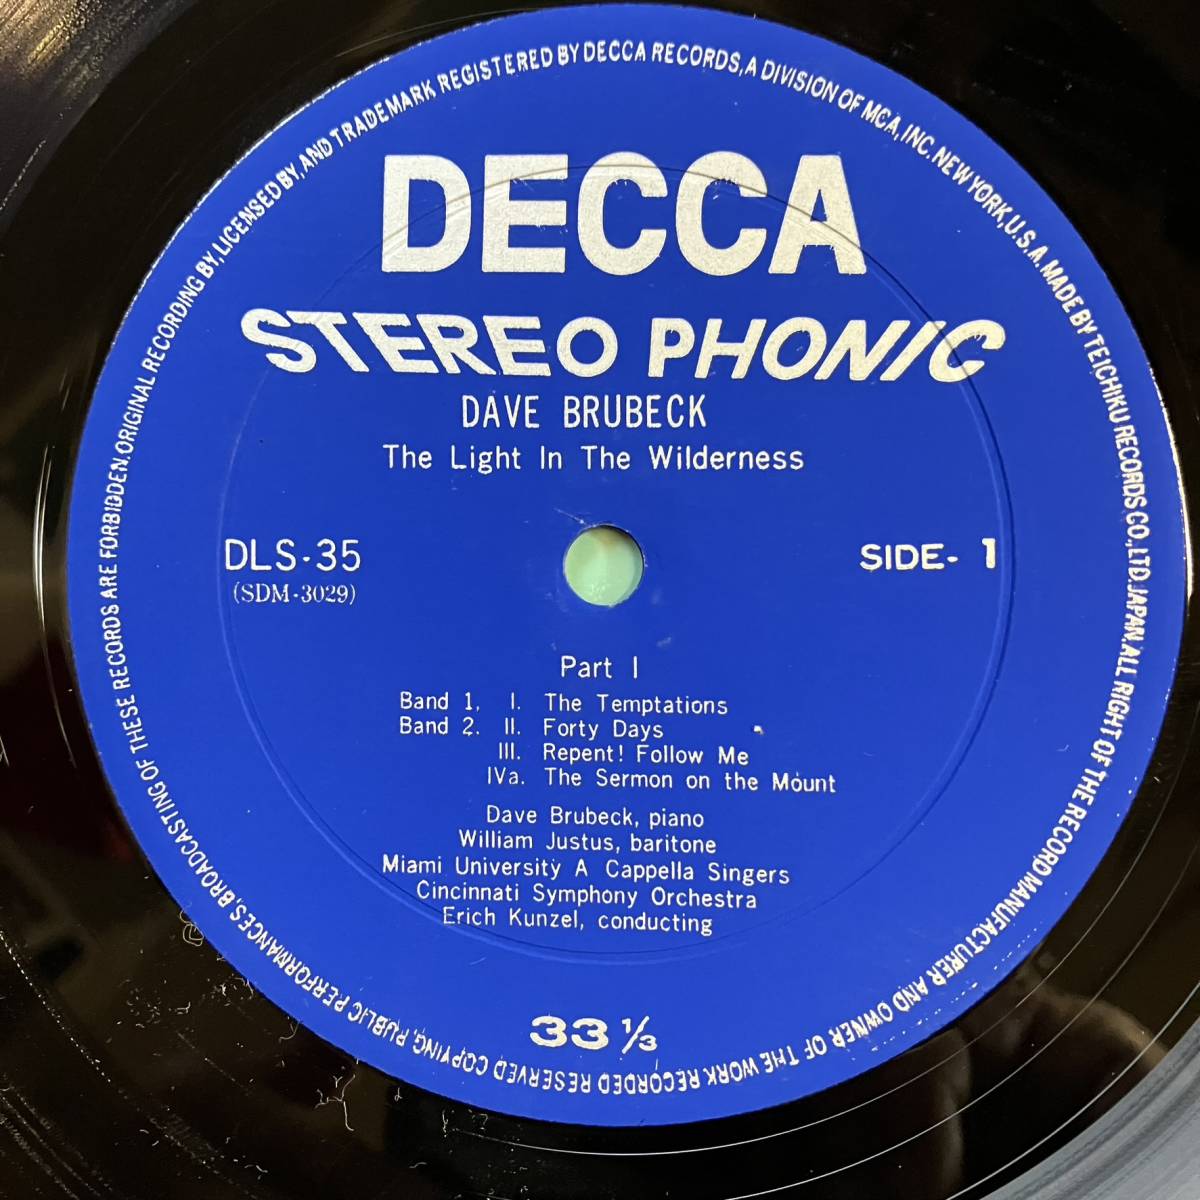 DECCA
STEREO PHONIC
DAVE BRUBECK
The Light In The Wilderness
DLS-35
(SDM-3029)
SIDE- 1
Part I
Band 1. I. The Temptations
Band 2. II. Forty Days
III. Repent! Follow Me
IVa. The Sermon on the Mount
Dave Brubeck, piano
William Justus, baritone
Miami University A Cappella Singers
Cincinnati Symphony Orchestra
Erich Kunzel, conducting
33 1/3
ORIGINAL RECORDING BY, LICENSED BY, AND TRADE MARK REGISTERED BY DECCA RECORDS, A DIVISION OF MCA, INC. NEW YORK, U.S.A. MADE BY TEICHIKU RECORDS CO., LTD. JAPAN. ALL RIGHT OF THE RECORD MANUFACTURER AND OWNER OF THE WORK RECORDED RESERVED COPYING, PUBLIC PERFORMANCES, BROADCASTING OF THESE RECORDS ARE FORBIDDEN.